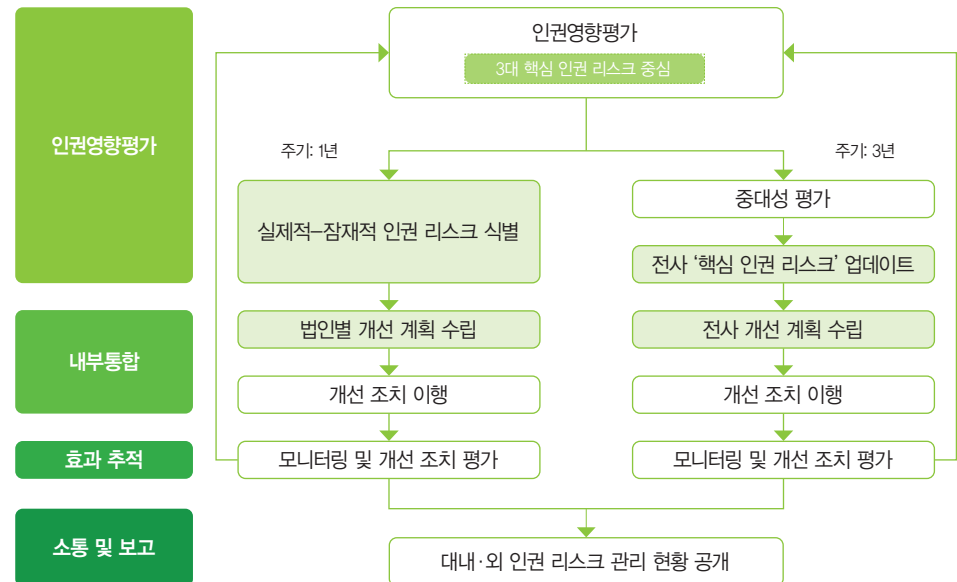 인권영향평가
3대 핵심 인권 리스크 중심
인권영향평가
주기: 1년
주기: 3년
실제적–잠재적 인권 리스크 식별
중대성 평가
전사 ‘핵심 인권 리스크’ 업데이트
내부통합
법인별 개선 계획 수립
전사 개선 계획 수립
개선 조치 이행
개선 조치 이행
효과 추적
모니터링 및 개선 조치 평가
모니터링 및 개선 조치 평가
소통 및 보고
대내·외 인권 리스크 관리 현황 공개